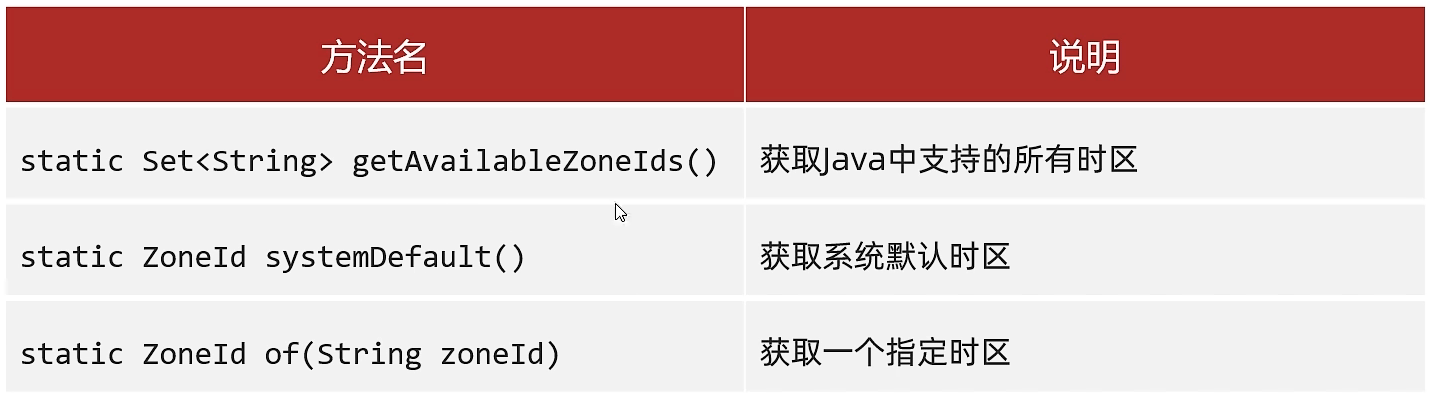 方法名 说明
static Set<String> getAvailableZoneIds() 获取Java中支持的所有时区
static ZoneId systemDefault() 获取系统默认时区
static ZoneId of(String zoneId) 获取一个指定时区